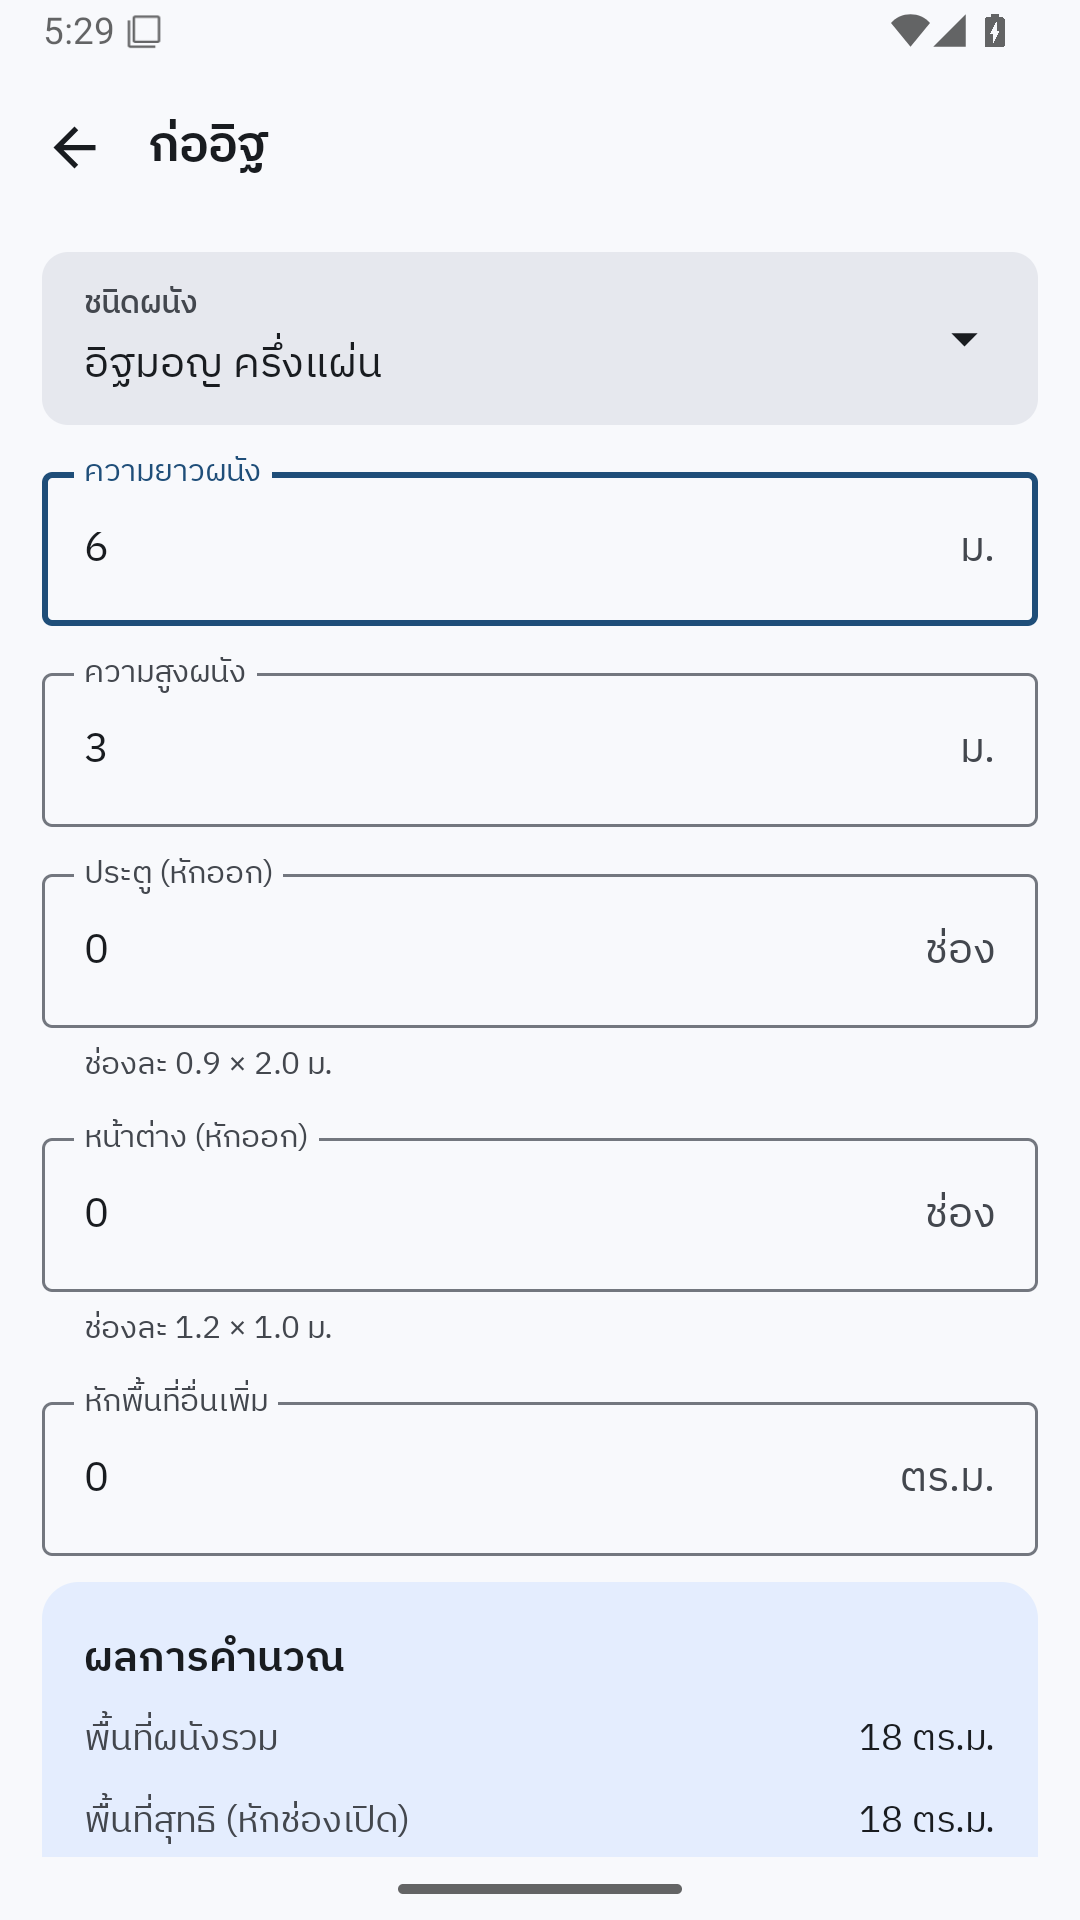 5:29
ก่ออิฐ
ชนิดผนัง
อิฐมอญ ครึ่งแผ่น
ความยาวผนัง
6 ม.
ความสูงผนัง
3 ม.
ประตู (หักออก)
0 ช่อง
ช่องละ 0.9 × 2.0 ม.
หน้าต่าง (หักออก)
0 ช่อง
ช่องละ 1.2 × 1.0 ม.
หักพื้นที่อื่นเพิ่ม
0 ตร.ม.
ผลการคำนวณ
พื้นที่ผนังรวม 18 ตร.ม.
พื้นที่สุทธิ (หักช่องเปิด) 18 ตร.ม.